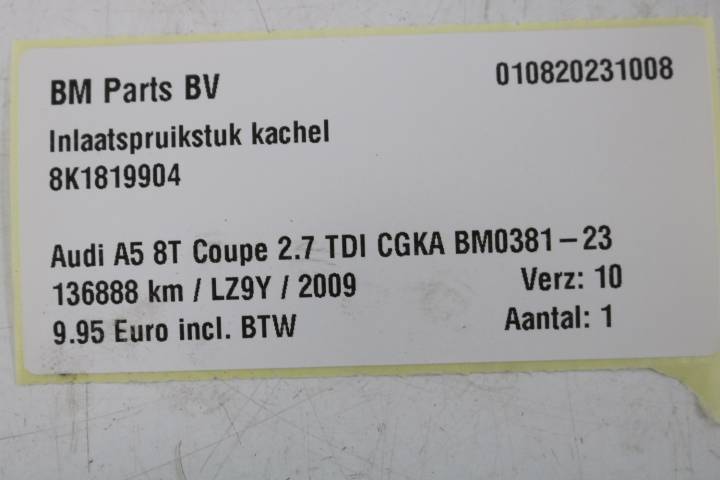 BM Parts BV 010820231008
Inlaatspruikstuk kachel
8K1819904
Audi A5 8T Coupe 2.7 TDI CGKA BM0381-23
136888 km / LZ9Y / 2009 Verz: 10
9.95 Euro incl. BTW Aantal: 1